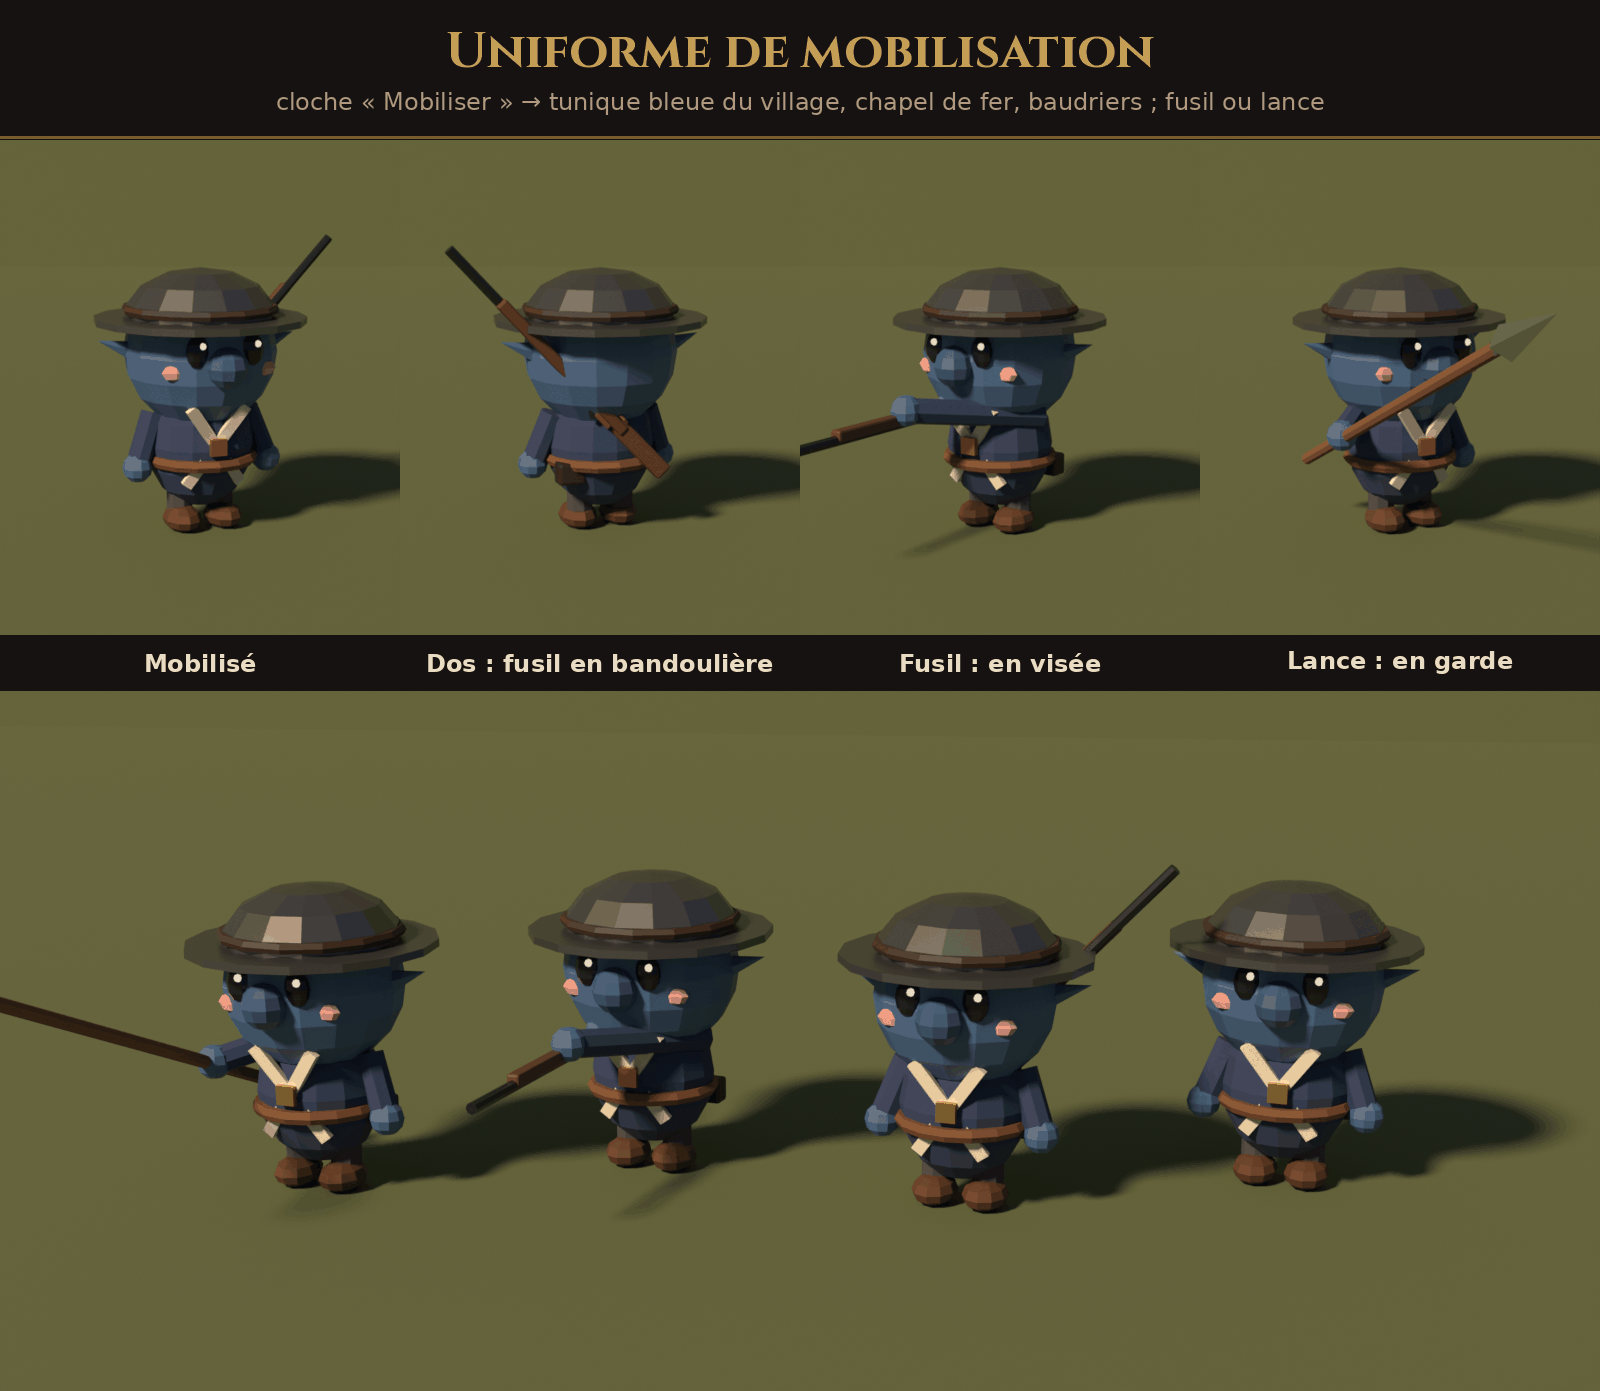 Uniforme de mobilisation
cloche « Mobiliser » → tunique bleue du village, chapel de fer, baudriers ; fusil ou lance
Mobilisé
Dos : fusil en bandoulière
Fusil : en visée
Lance : en garde